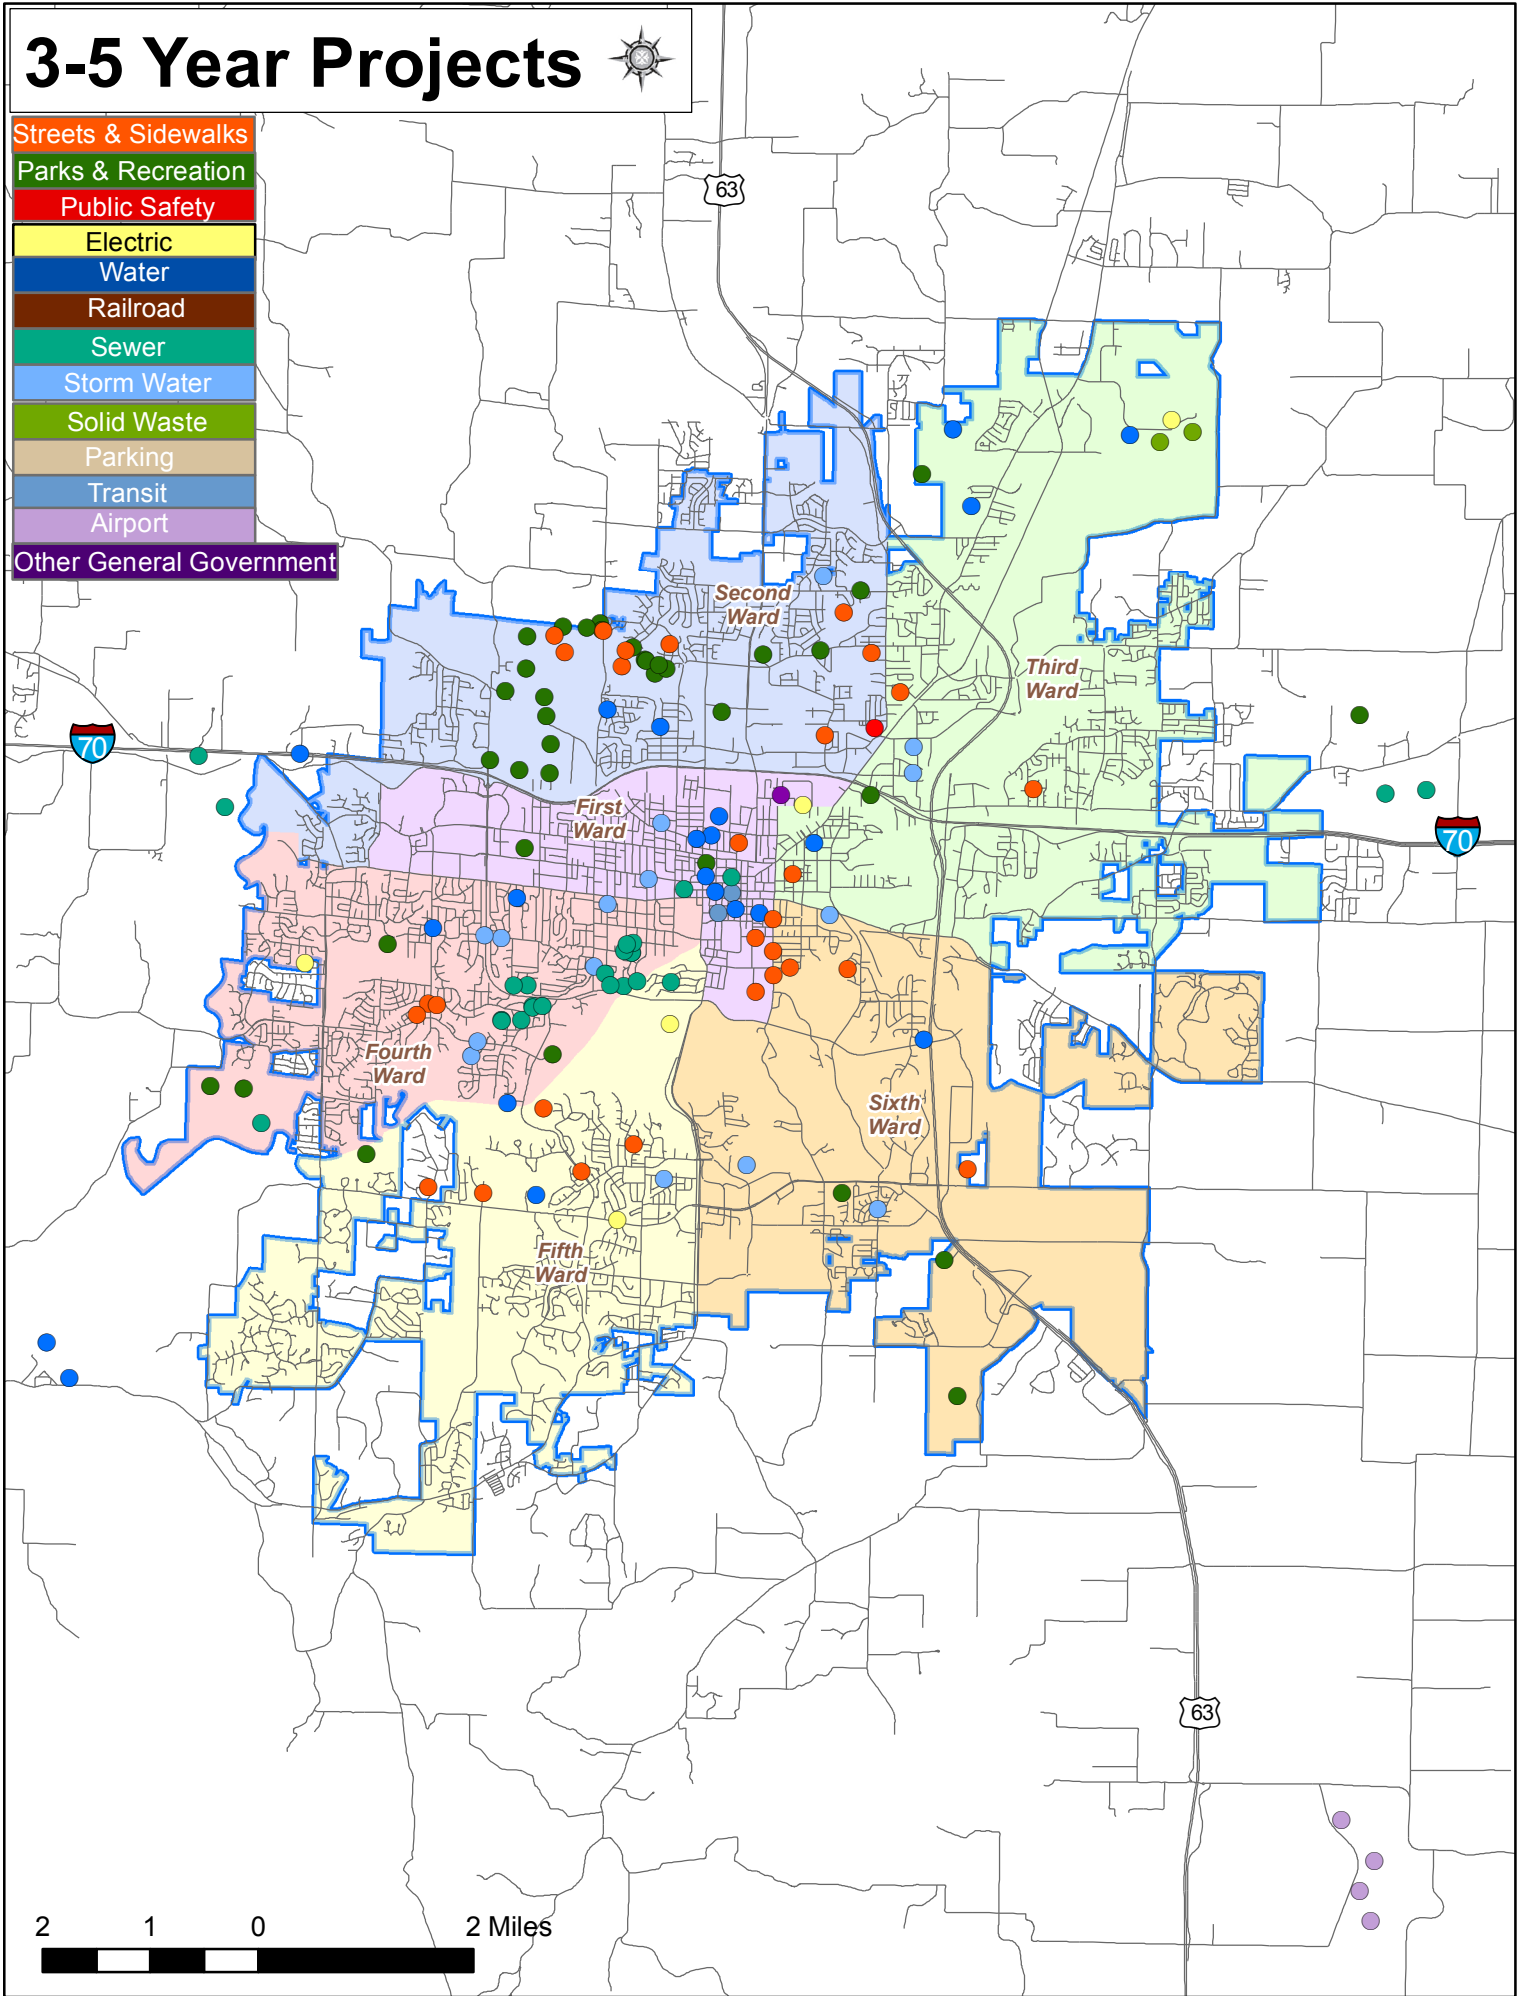 3-5 Year Projects
Streets & Sidewalks
Parks & Recreation
Public Safety
Electric
Water
Railroad
Sewer
Storm Water
Solid Waste
Parking
Transit
Airport
Other General Government
63
Second
Ward
Third
Ward
70
First
Ward
70
Fourth
Ward
Sixth
Ward
Fifth
Ward
63
2 1 0 2 Miles